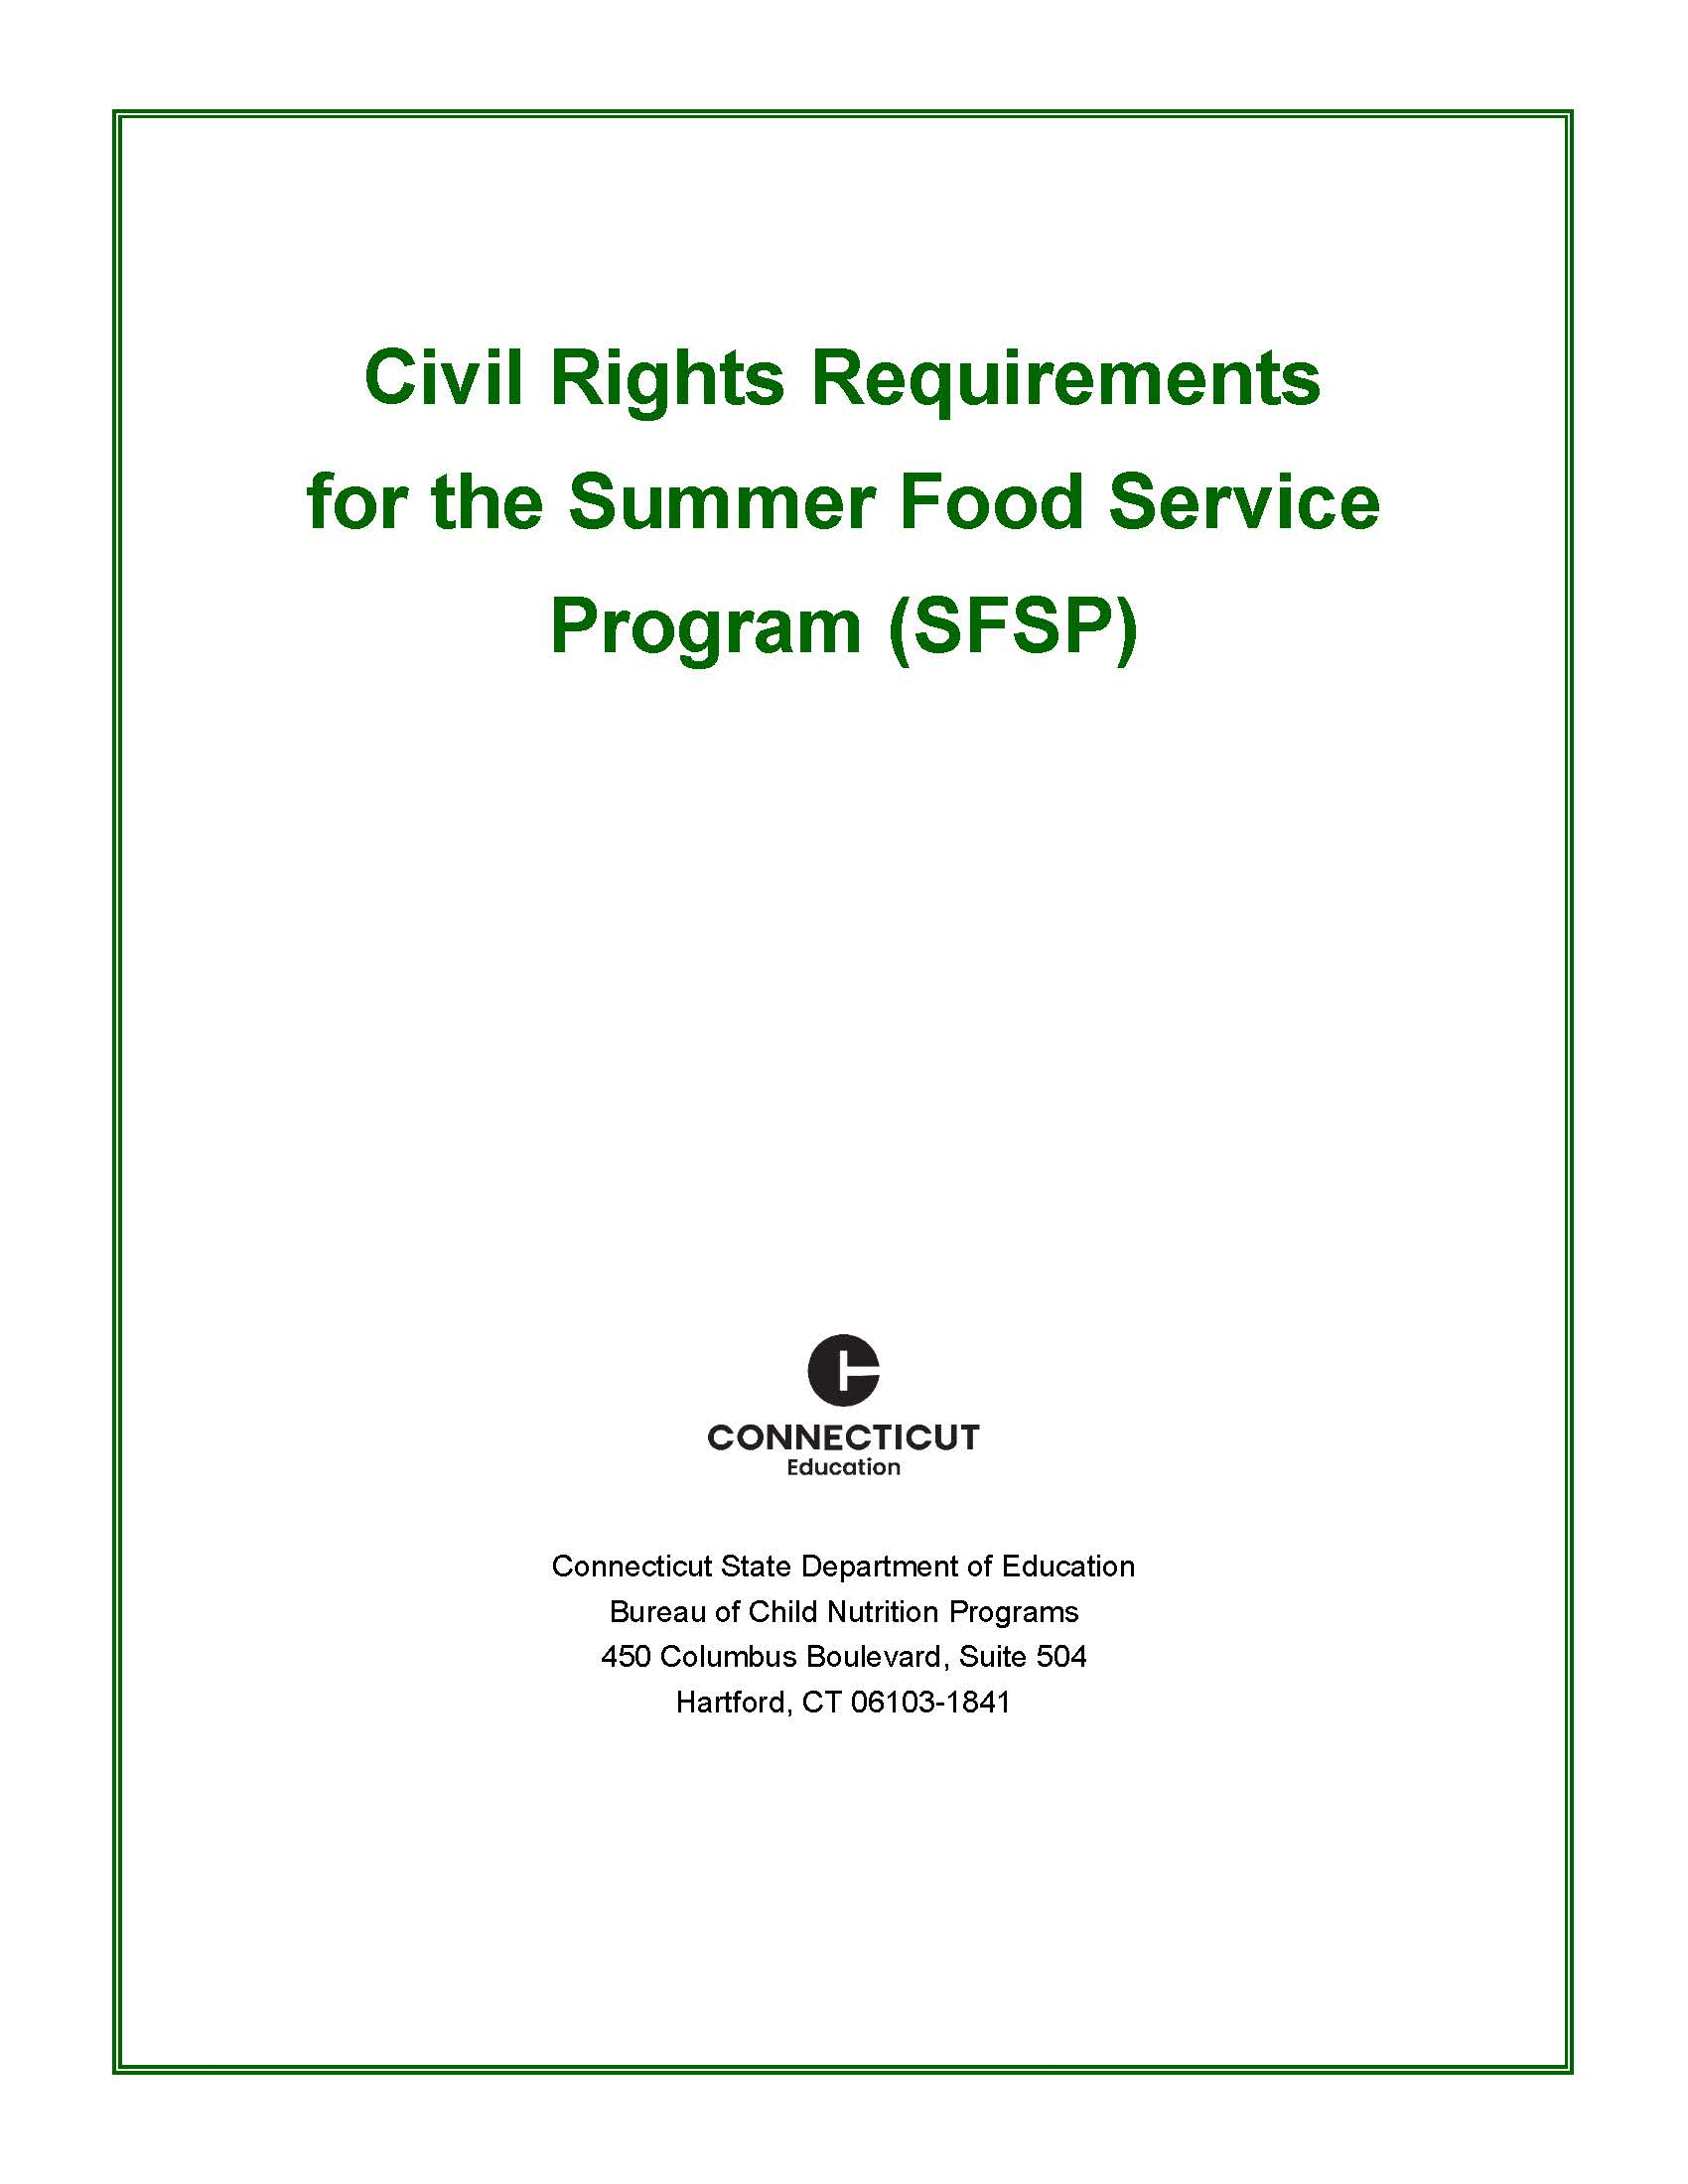 Civil Rights Requirements
for the Summer Food Service
Program (SFSP)
CONNECTICUT
Education
Connecticut State Department of Education
Bureau of Child Nutrition Programs
450 Columbus Boulevard, Suite 504
Hartford, CT 06103-1841